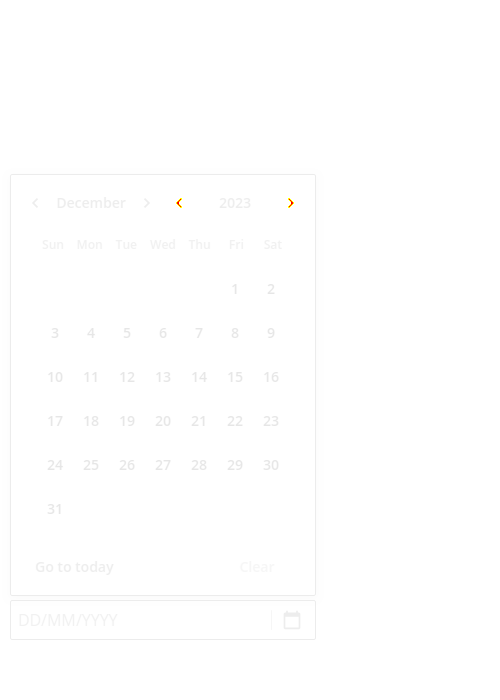 December 2023
Sun Mon Tue Wed Thu Fri Sat
1 2
3 4 5 6 7 8 9
10 11 12 13 14 15 16
17 18 19 20 21 22 23
24 25 26 27 28 29 30
31
Go to today Clear
DD/MM/YYYY